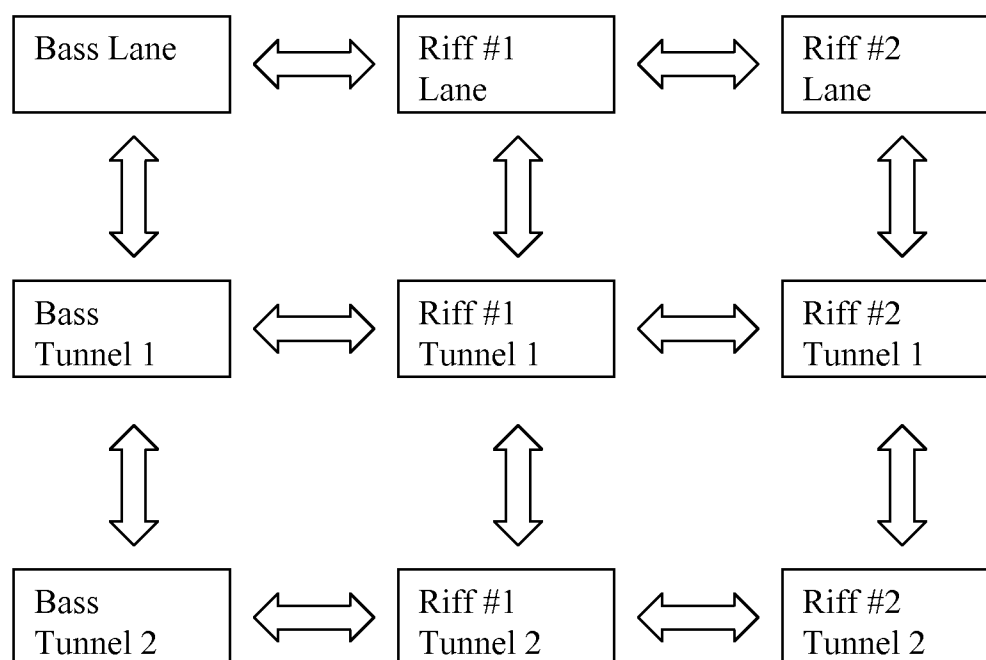 Bass Lane
Riff #1
Lane
Riff #2
Lane
Bass
Tunnel 1
Riff #1
Tunnel 1
Riff #2
Tunnel 1
Bass
Tunnel 2
Riff #1
Tunnel 2
Riff #2
Tunnel 2